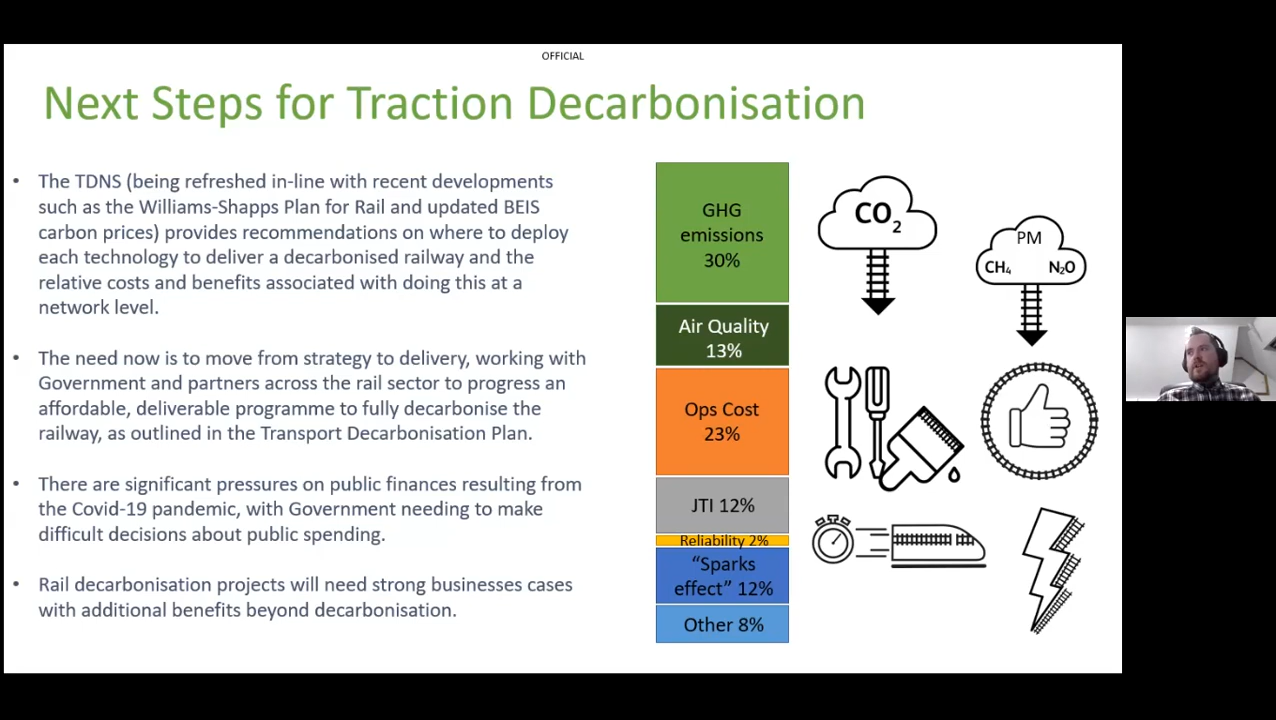 OFFICIAL
Next Steps for Traction Decarbonisation
• The TDNS (being refreshed in-line with recent developments
such as the Williams-Shapps Plan for Rail and updated BEIS
carbon prices) provides recommendations on where to deploy
each technology to deliver a decarbonised railway and the
relative costs and benefits associated with doing this at a
network level.
• The need now is to move from strategy to delivery, working with
Government and partners across the rail sector to progress an
affordable, deliverable programme to fully decarbonise the
railway, as outlined in the Transport Decarbonisation Plan.
• There are significant pressures on public finances resulting from
the Covid-19 pandemic, with Government needing to make
difficult decisions about public spending.
• Rail decarbonisation projects will need strong businesses cases
with additional benefits beyond decarbonisation.
GHG
emissions
30%
Air Quality
13%
Ops Cost
23%
JTI 12%
Reliability 2%
“Sparks
effect” 12%
Other 8%
CO₂
PM
CH₄ N₂O